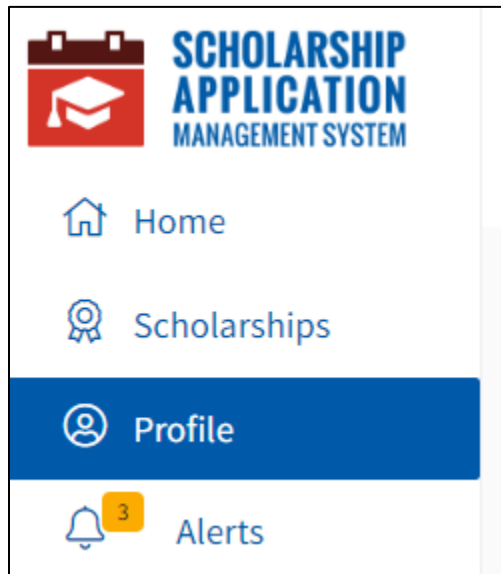 SCHOLARSHIP
APPLICATION
MANAGEMENT SYSTEM
Home
Scholarships
Profile
3
Alerts